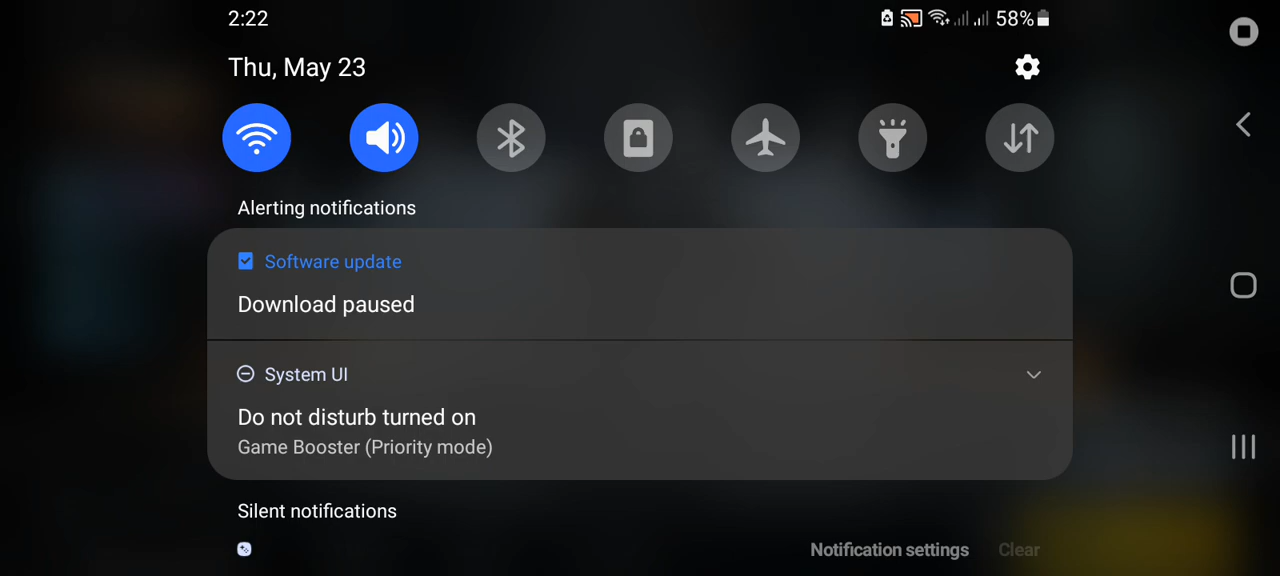 2:22
58%
Thu, May 23
Alerting notifications
Software update
Download paused
System UI
Do not disturb turned on
Game Booster (Priority mode)
Silent notifications
Notification settings
Clear